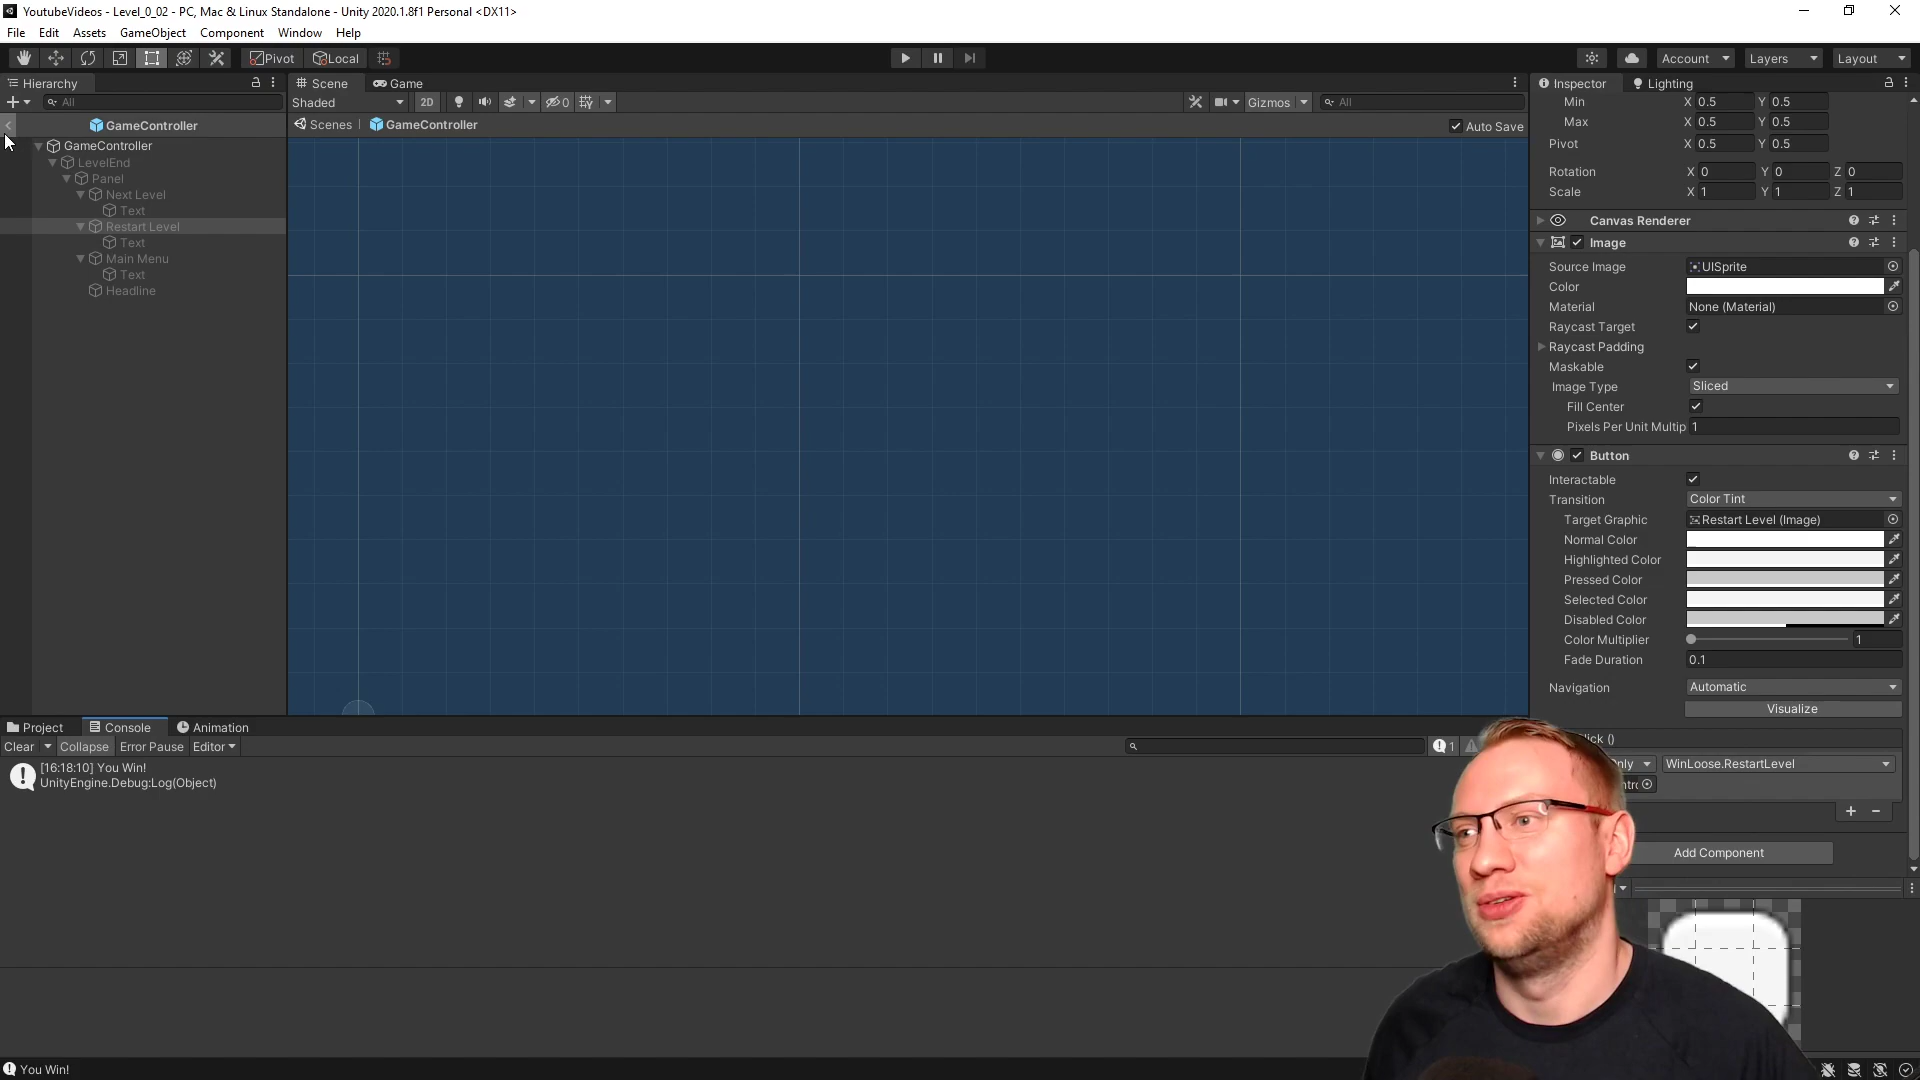 YoutubeVideos - Level_0_02 - PC, Mac & Linux Standalone - Unity 2020.1.8f1 Personal <DX11>
File Edit Assets GameObject Component Window Help
Pivot Local Account Layers Layout
Hierarchy
All
GameController
GameController
LevelEnd
Panel
Next Level
Text
Restart Level
Text
Main Menu
Text
Headline
Scene Game
Shaded 2D 0 Gizmos All
Scenes GameController Auto Save
Inspector Lighting
Min X 0.5 Y 0.5
Max X 0.5 Y 0.5
Pivot X 0.5 Y 0.5
Rotation X 0 Y 0 Z 0
Scale X 1 Y 1 Z 1
Canvas Renderer
Image
Source Image UISprite
Color
Material None (Material)
Raycast Target
Raycast Padding
Maskable
Image Type Sliced
Fill Center
Pixels Per Unit Multip 1
Button
Interactable
Transition Color Tint
Target Graphic Restart Level (Image)
Normal Color
Highlighted Color
Pressed Color
Selected Color
Disabled Color
Color Multiplier 1
Fade Duration 0.1
Navigation Automatic
Visualize
lick ()
Only WinLoose.RestartLevel
ntro
+ -
Add Component
Project Console Animation
Clear Collapse Error Pause Editor 1
[16:18:10] You Win!
UnityEngine.Debug:Log(Object)
You Win!